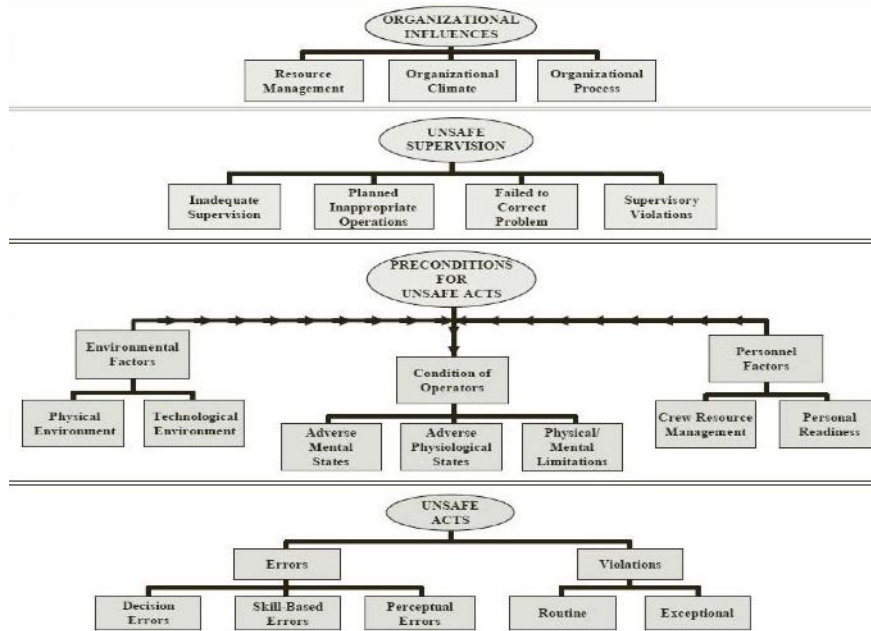 ORGANIZATIONAL
INFLUENCES
Resource
Management
Organizational
Climate
Organizational
Process
UNSAFE
SUPERVISION
Inadequate
Supervision
Planned
Inappropriate
Operations
Failed to
Correct
Problem
Supervisory
Violations
PRECONDITIONS
FOR
UNSAFE ACTS
Environmental
Factors
Condition of
Operators
Personnel
Factors
Physical
Environment
Technological
Environment
Adverse
Mental
States
Adverse
Physiological
States
Physical/
Mental
Limitations
Crew Resource
Management
Personal
Readiness
UNSAFE
ACTS
Errors
Violations
Decision
Errors
Skill-Based
Errors
Perceptual
Errors
Routine
Exceptional